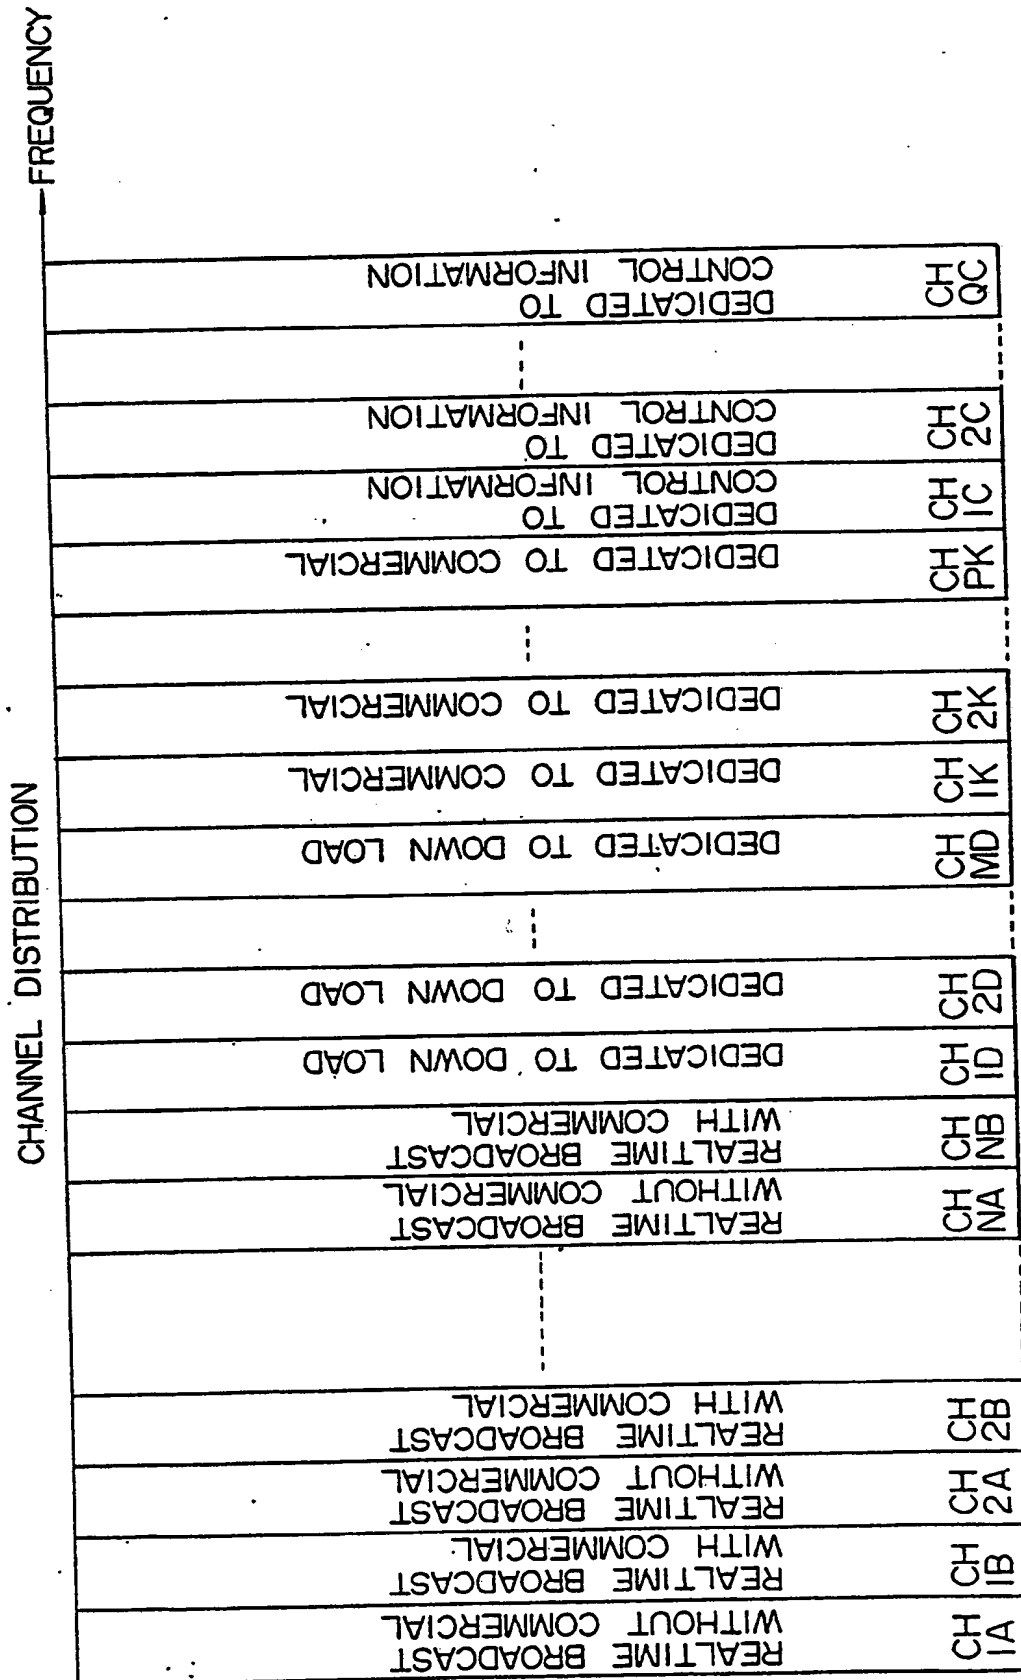 CHANNEL DISTRIBUTION
FREQUENCY
CH
1A
REALTIME BROADCAST
WITHOUT COMMERCIAL
CH
1B
REALTIME BROADCAST
WITH COMMERCIAL
CH
2A
REALTIME BROADCAST
WITHOUT COMMERCIAL
CH
2B
REALTIME BROADCAST
WITH COMMERCIAL
CH
NA
REALTIME BROADCAST
WITHOUT COMMERCIAL
CH
NB
REALTIME BROADCAST
WITH COMMERCIAL
CH
1D
DEDICATED TO DOWN LOAD
CH
2D
DEDICATED TO DOWN LOAD
CH
MD
DEDICATED TO DOWN LOAD
CH
1K
DEDICATED TO COMMERCIAL
CH
2K
DEDICATED TO COMMERCIAL
CH
PK
DEDICATED TO COMMERCIAL
CH
1C
DEDICATED TO
CONTROL INFORMATION
CH
2C
DEDICATED TO
CONTROL INFORMATION
CH
QC
DEDICATED TO
CONTROL INFORMATION